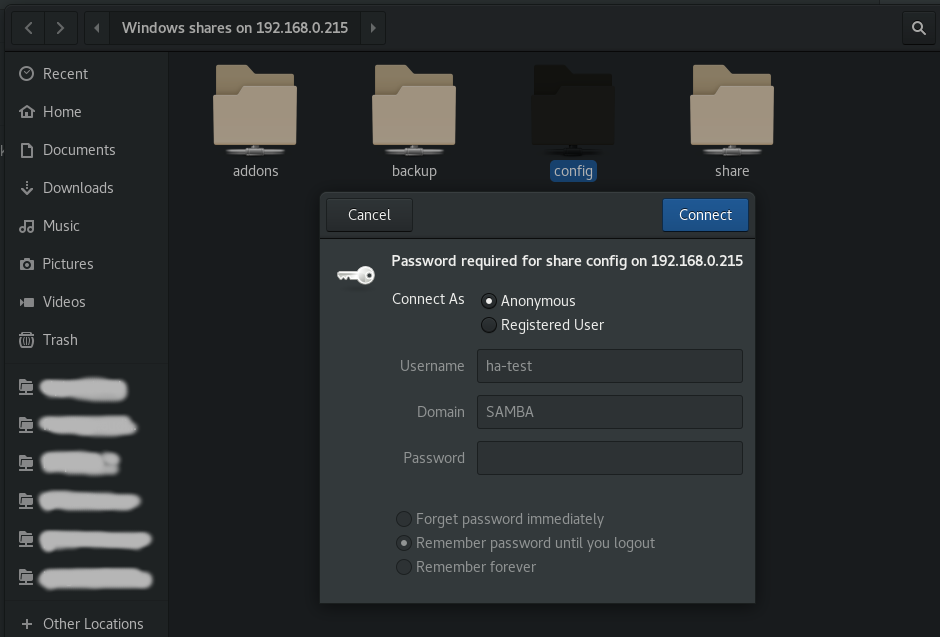 Windows shares on 192.168.0.215
Recent
Home
Documents
Downloads
Music
Pictures
Videos
Trash
Other Locations
addons
backup
config
share
Cancel
Connect
Password required for share config on 192.168.0.215
Connect As
Anonymous
Registered User
Username
ha-test
Domain
SAMBA
Password
Forget password immediately
Remember password until you logout
Remember forever